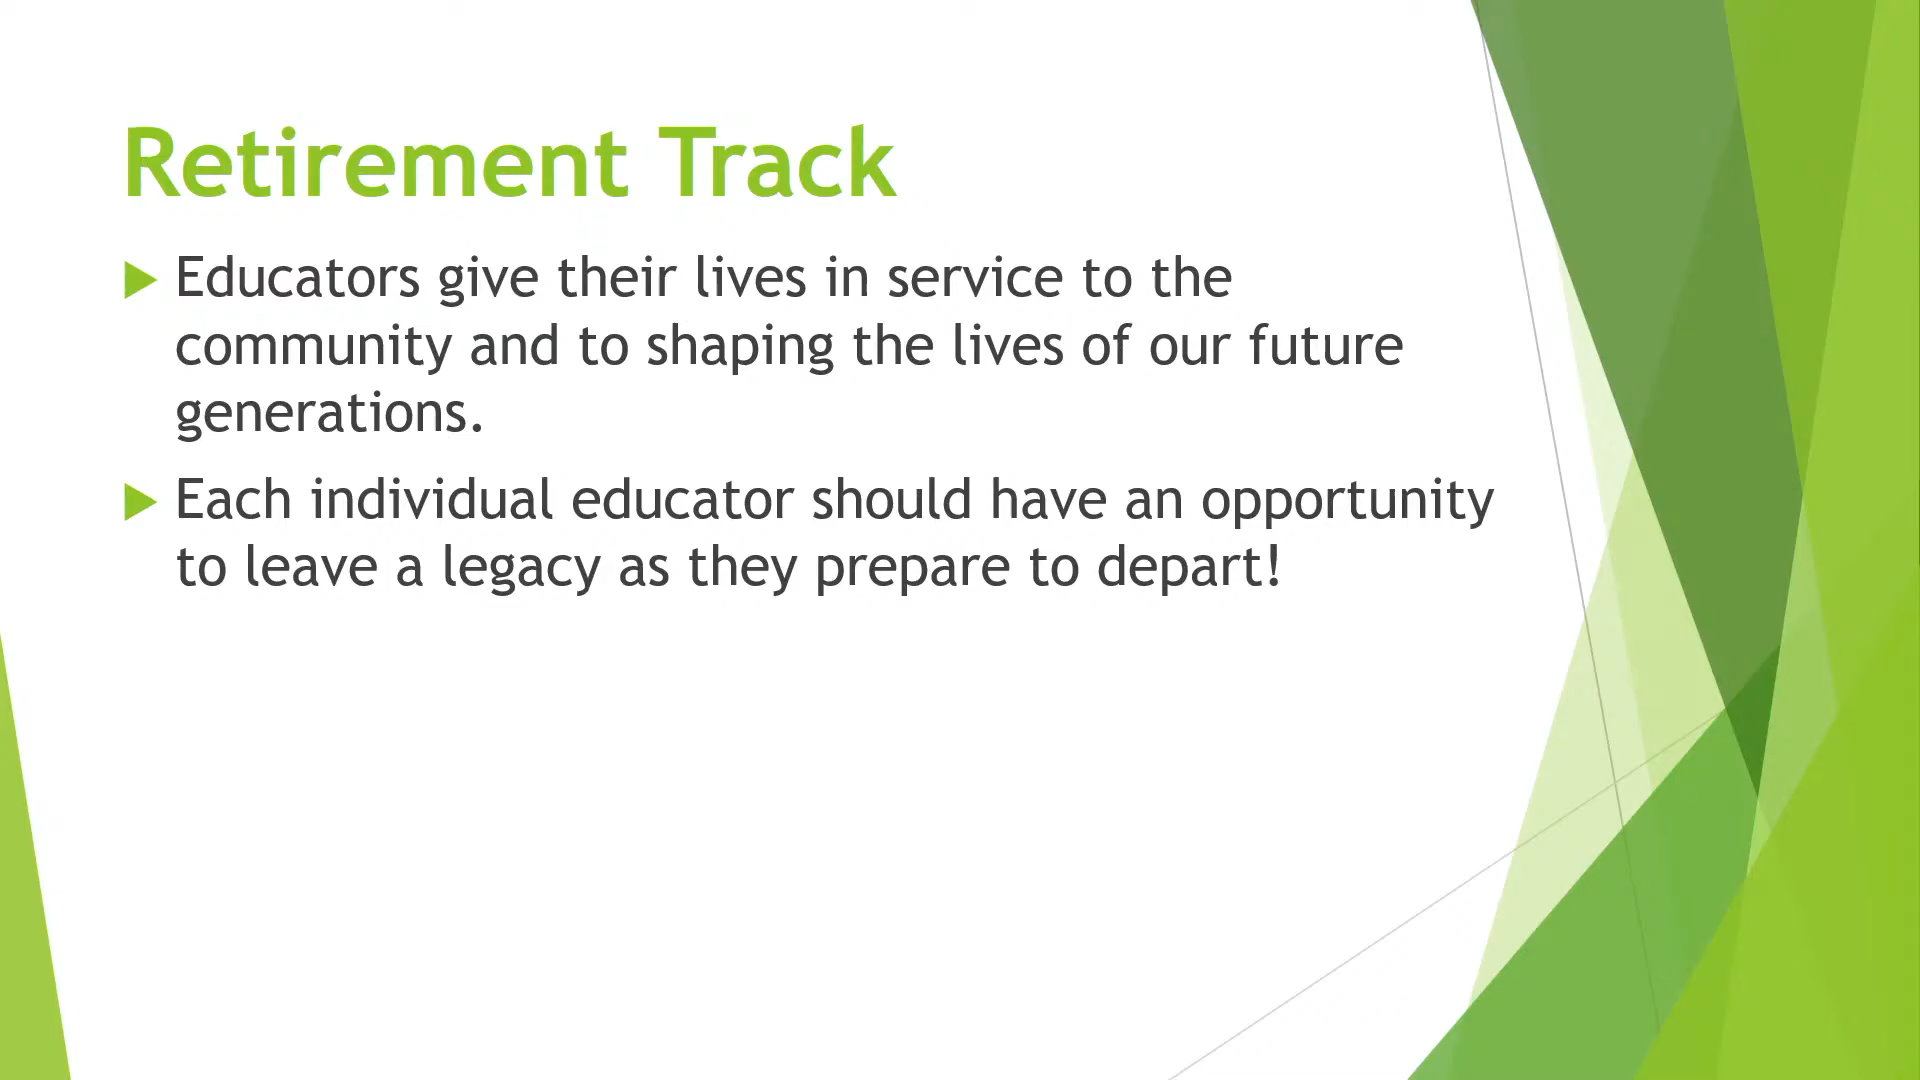 Retirement Track
Educators give their lives in service to the
community and to shaping the lives of our future
generations.
Each individual educator should have an opportunity
to leave a legacy as they prepare to depart!